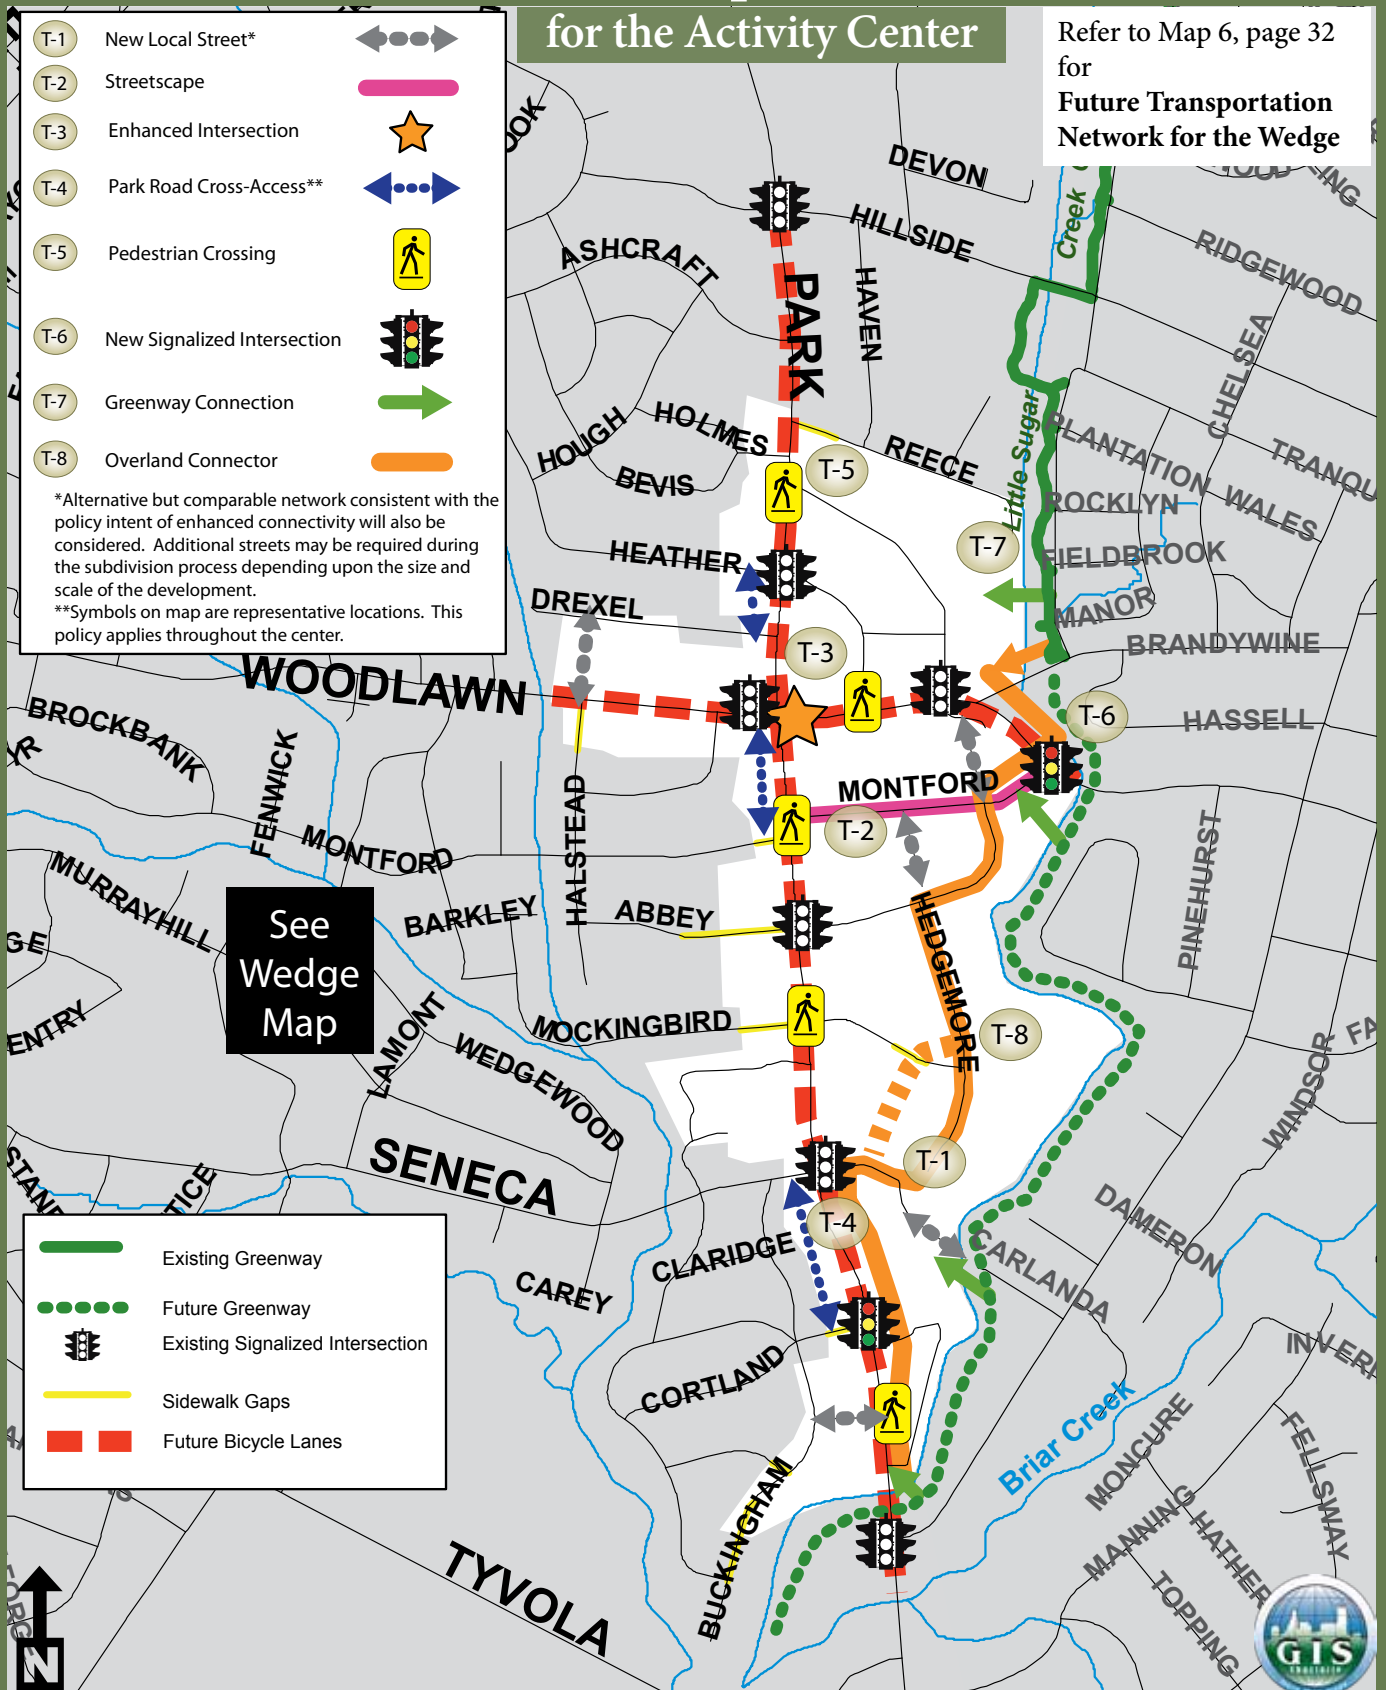 for the Activity Center
Refer to Map 6, page 32
for
Future Transportation
Network for the Wedge
T-1 New Local Street*
T-2 Streetscape
T-3 Enhanced Intersection
T-4 Park Road Cross-Access**
T-5 Pedestrian Crossing
T-6 New Signalized Intersection
T-7 Greenway Connection
T-8 Overland Connector
*Alternative but comparable network consistent with the
policy intent of enhanced connectivity will also be
considered. Additional streets may be required during
the subdivision process depending upon the size and
scale of the development.
**Symbols on map are representative locations. This
policy applies throughout the center.
DEVON
HILLSIDE
Creek
RIDGEWOOD
ASHCRAFT
PARK
HAVEN
CHELSEA
HOLMES
HOUGH
BEVIS
REECE
T-5
Little Sugar
PLANTATION
WALES
ROCKLYN
T-7
FIELDBROOK
HEATHER
DREXEL
MANOR
BRANDYWINE
T-3
WOODLAWN
T-6
HASSELL
BROCKBANK
FENWICK
HALSTEAD
MONTFORD
T-2
MONTFORD
PINEHURST
MURRAYHILL
BARKLEY
ABBEY
HEDGEMORE
See
Wedge
Map
MOCKINGBIRD
T-8
LAMONT
WEDGEWOOD
WINDSOR
SENECA
T-1
T-4
DAMERON
CLARIDGE
CARLANDA
CAREY
CORTLAND
Briar Creek
MONCURE
FELLSWAY
BUCKINGHAM
MANNING
TOPPING
TYVOLA
Existing Greenway
Future Greenway
Existing Signalized Intersection
Sidewalk Gaps
Future Bicycle Lanes
N
GIS